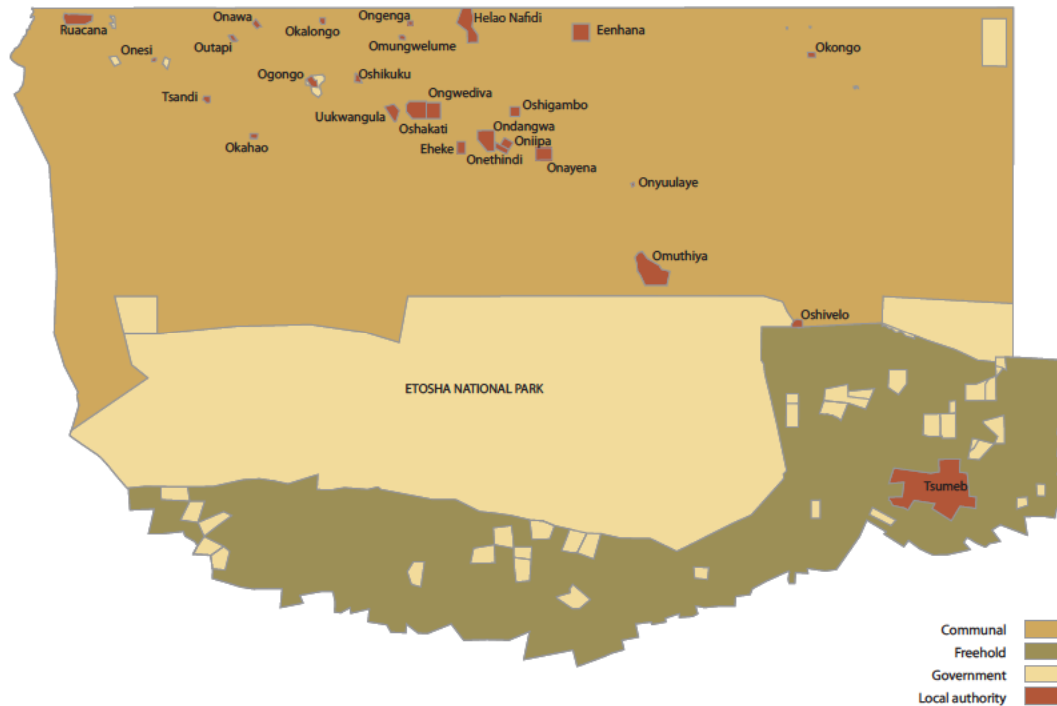 Ruacana
Onawa
Okalongo
Ongenga
Helao Nafidi
Eenhana
Onesi
Outapi
Omungwelume
Okongo
Ogongo
Oshikuku
Tsandi
Ongwediva
Uukwangula
Oshigambo
Oshakati
Ondangwa
Okahao
Eheke
Oniipa
Onethindi
Onayena
Onyuulaye
Omuthiya
Oshivelo
ETOSHA NATIONAL PARK
Tsumeb
Communal
Freehold
Government
Local authority